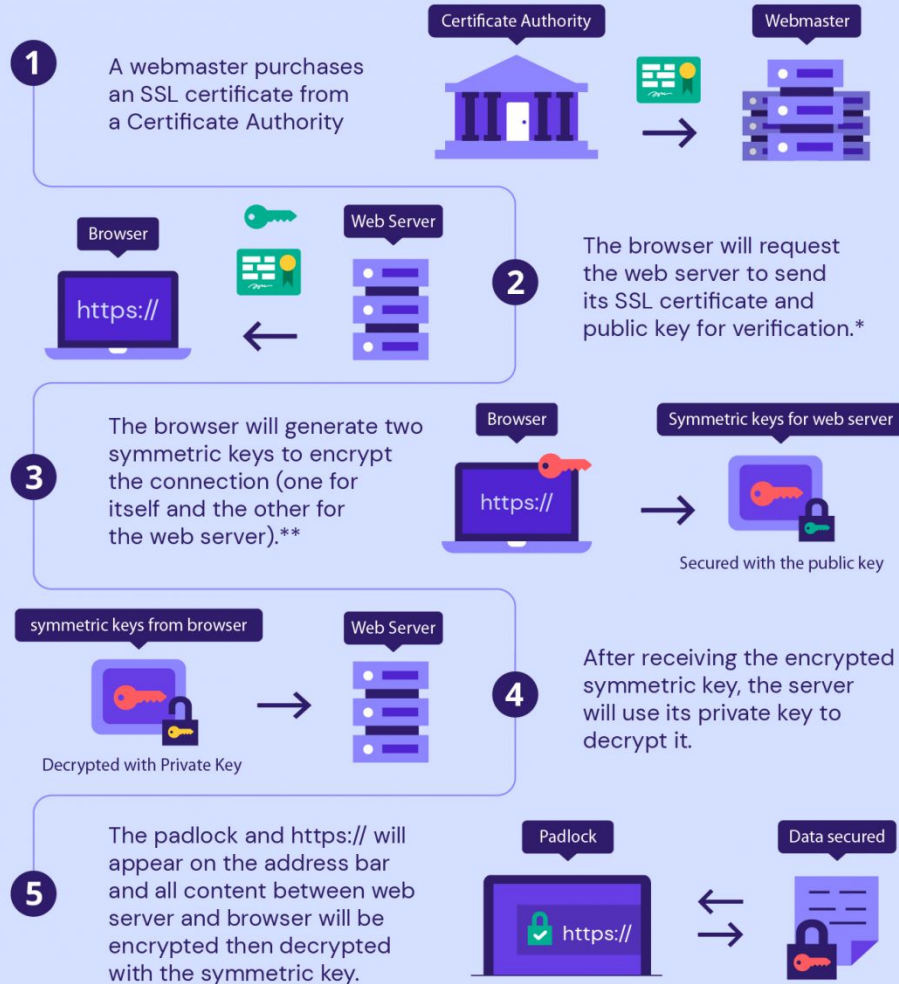 Certificate Authority
Webmaster
1
A webmaster purchases
an SSL certificate from
a Certificate Authority
Browser
https://
Web Server
2
The browser will request
the web server to send
its SSL certificate and
public key for verification.*
3
The browser will generate two
symmetric keys to encrypt
the connection (one for
itself and the other for
the web server).**
Browser
https://
Symmetric keys for web server
Secured with the public key
symmetric keys from browser
Decrypted with Private Key
Web Server
4
After receiving the encrypted
symmetric key, the server
will use its private key to
decrypt it.
5
The padlock and https:// will
appear on the address bar
and all content between web
server and browser will be
encrypted then decrypted
with the symmetric key.
Padlock
https://
Data secured